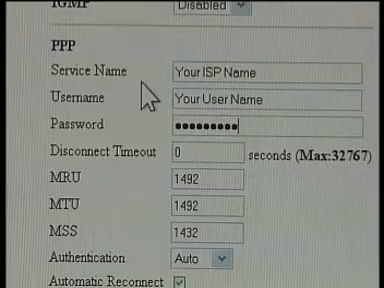 IGMP Disabled
PPP
Service Name Your ISP Name
Username Your User Name
Password ●●●●●●●●●
Disconnect Timeout 0 seconds (Max:32767)
MRU 1492
MTU 1492
MSS 1432
Authentication Auto
Automatic Reconnect